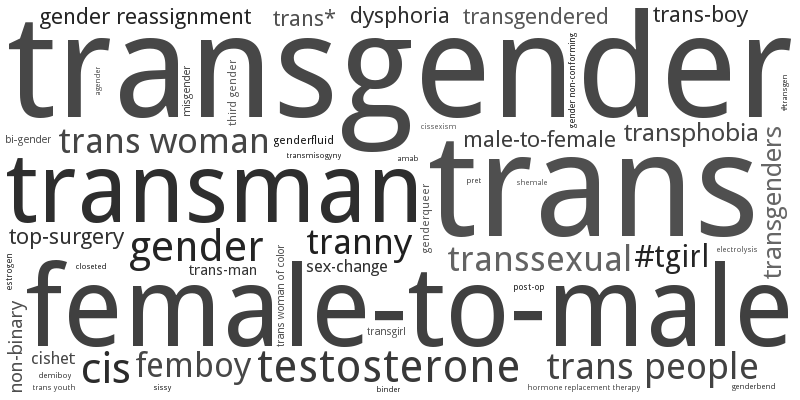 gender reassignment
trans*
dysphoria
transgendered
trans-boy
transgender
agender
misgender
third gender
gender non-conforming
#transgen
bi-gender
trans woman
genderfluid
cissexism
male-to-female
transphobia
transmisogyny
amab
transman
trans
pret
shemale
transgenders
genderqueer
top-surgery
gender
tranny
transsexual
#tgirl
electrolysis
estrogen
closeted
trans-man
trans woman of color
sex-change
female-to-male
post-op
non-binary
transgirl
cishet
demiboy
trans youth
cis
femboy
sissy
testosterone
binder
trans people
hormone replacement therapy
genderbend